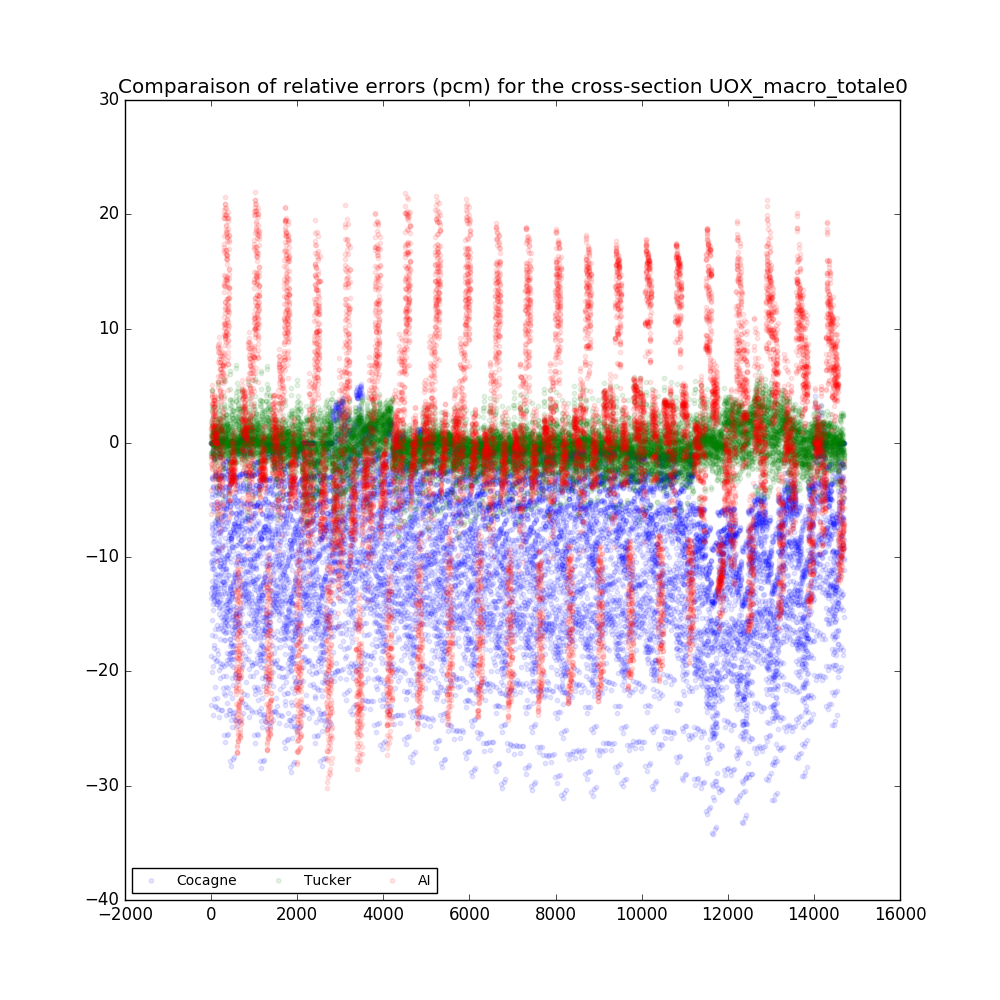 Comparaison of relative errors (pcm) for the cross-section UOX_macro_totale0
30
20
10
0
−10
−20
−30
−40
Cocagne Tucker AI
−2000 0 2000 4000 6000 8000 10000 12000 14000 16000